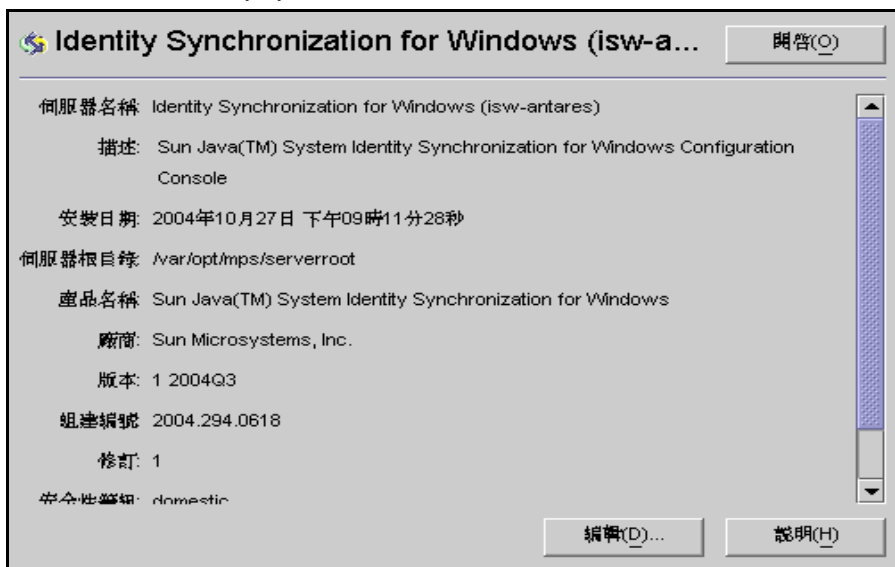 Identity Synchronization for Windows (isw-a...
開啓(O)
伺服器名稱: Identity Synchronization for Windows (isw-antares)
描述: Sun Java(TM) System Identity Synchronization for Windows Configuration
Console
安裝日期: 2004年10月27日 下午09時11分28秒
伺服器根目錄: /var/opt/mps/serverroot
產品名稱: Sun Java(TM) System Identity Synchronization for Windows
廠商: Sun Microsystems, Inc.
版本: 1 2004Q3
組建編號: 2004.294.0618
修訂: 1
安全性等級: domestic
編輯(D)...
說明(H)